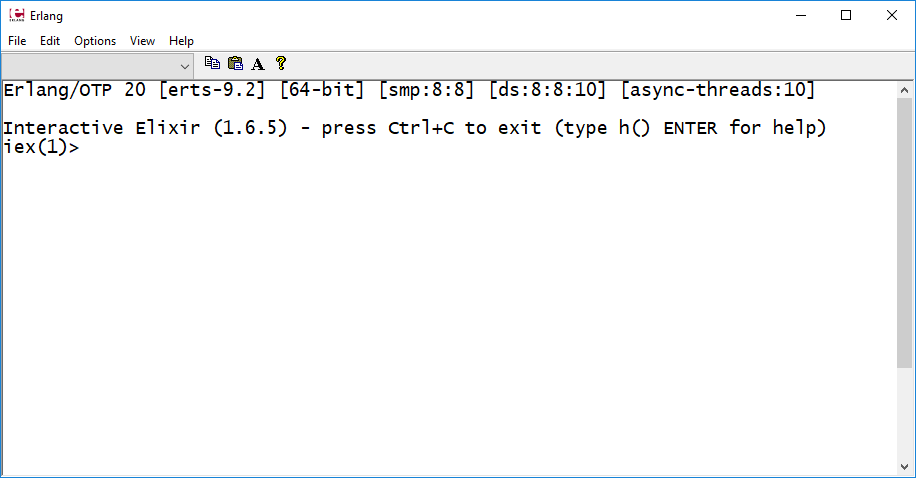 Erlang
File Edit Options View Help
Erlang/OTP 20 [erts-9.2] [64-bit] [smp:8:8] [ds:8:8:10] [async-threads:10]
Interactive Elixir (1.6.5) - press Ctrl+C to exit (type h() ENTER for help)
iex(1)>